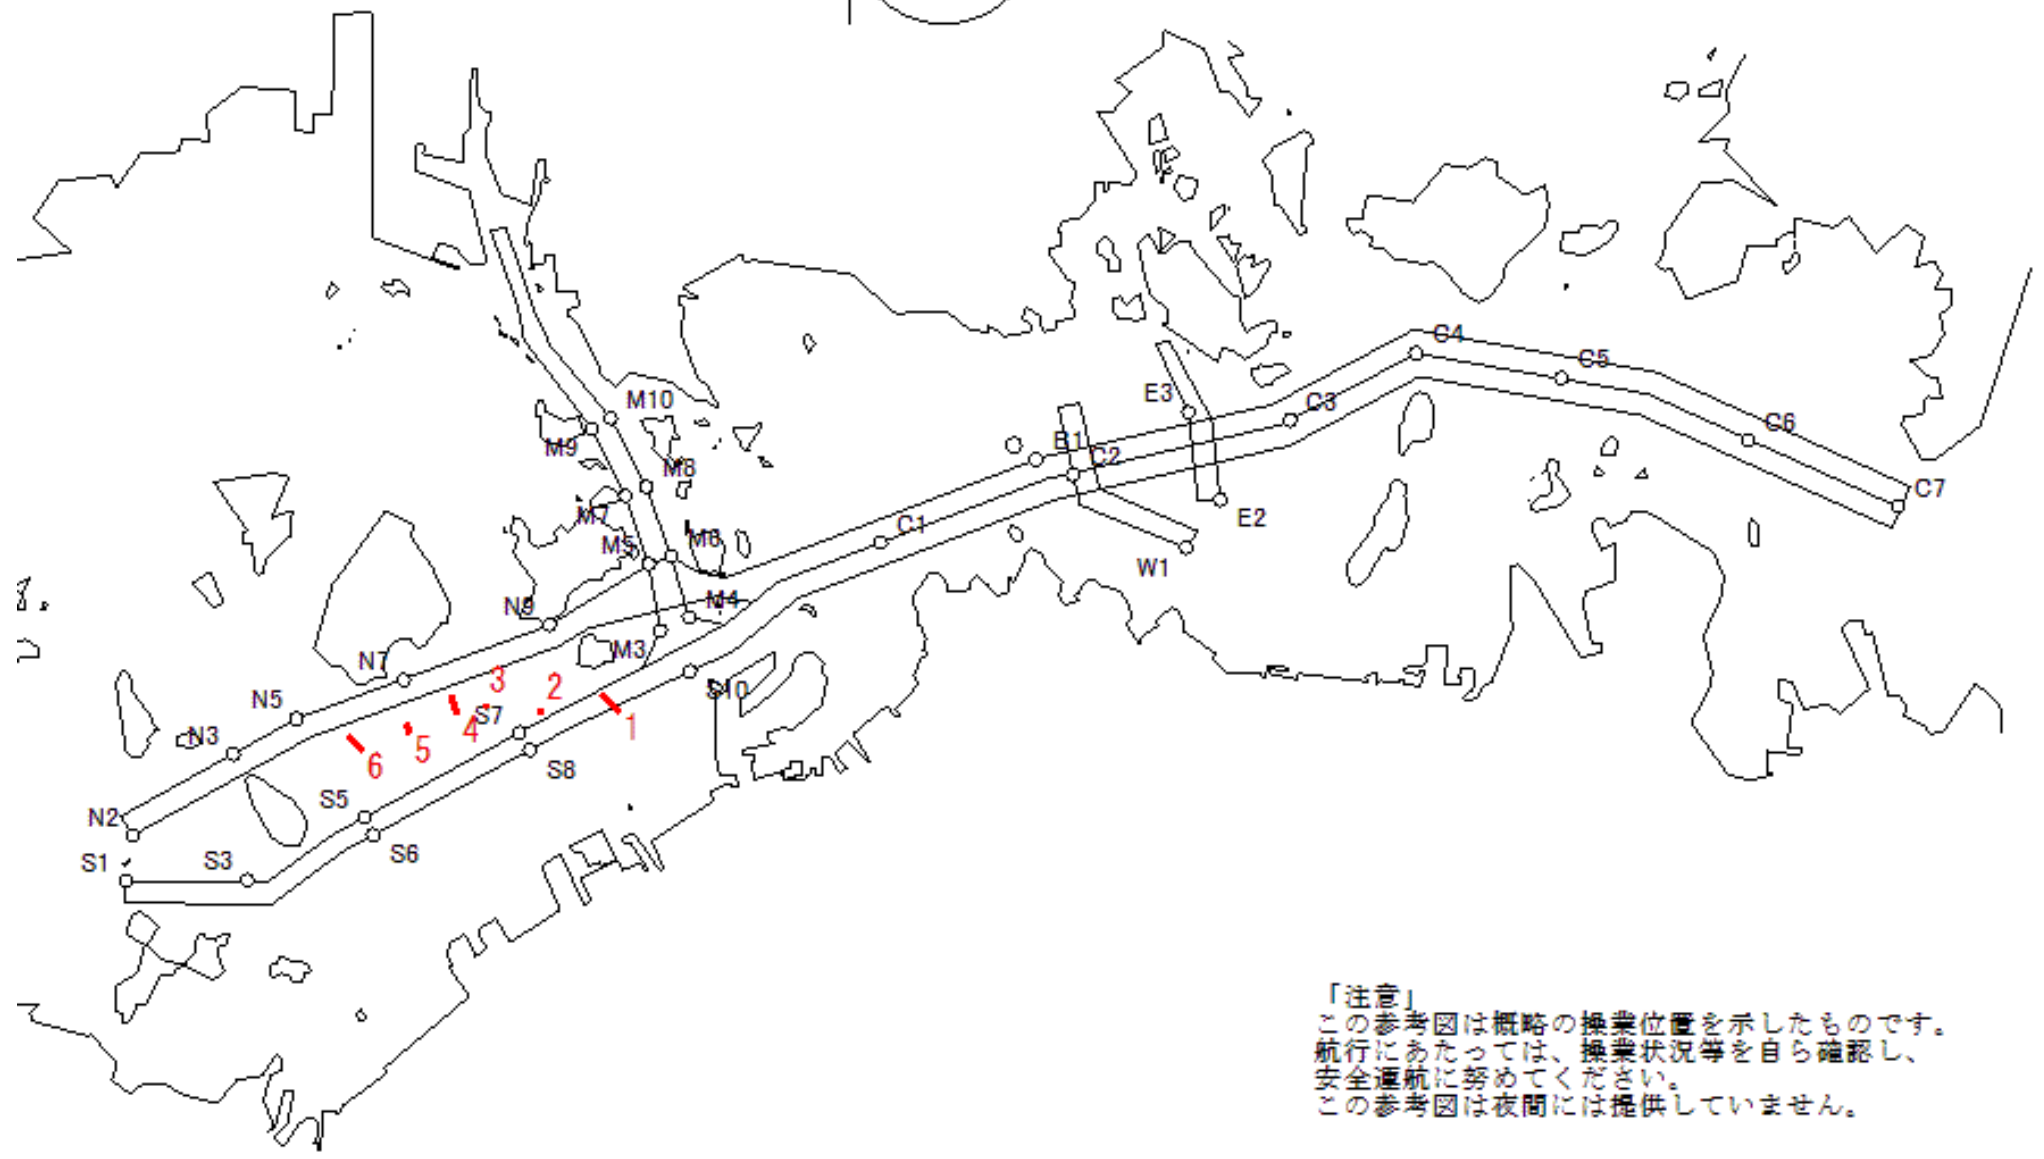 C4
C5
M10
E3
C3
C6
M9
B1
C2
M8
C7
M7
E2
C1
M6
M5
W1
N9
M4
M3
N7
3
2
S10
N5
S7
4
1
N3
5
6
S8
S5
N2
S6
S1
S3
「注意」
この参考図は概略の操業位置を示したものです。
航行にあたっては、操業状況等を自ら確認し、
安全運航に努めてください。
この参考図は夜間には提供していません。